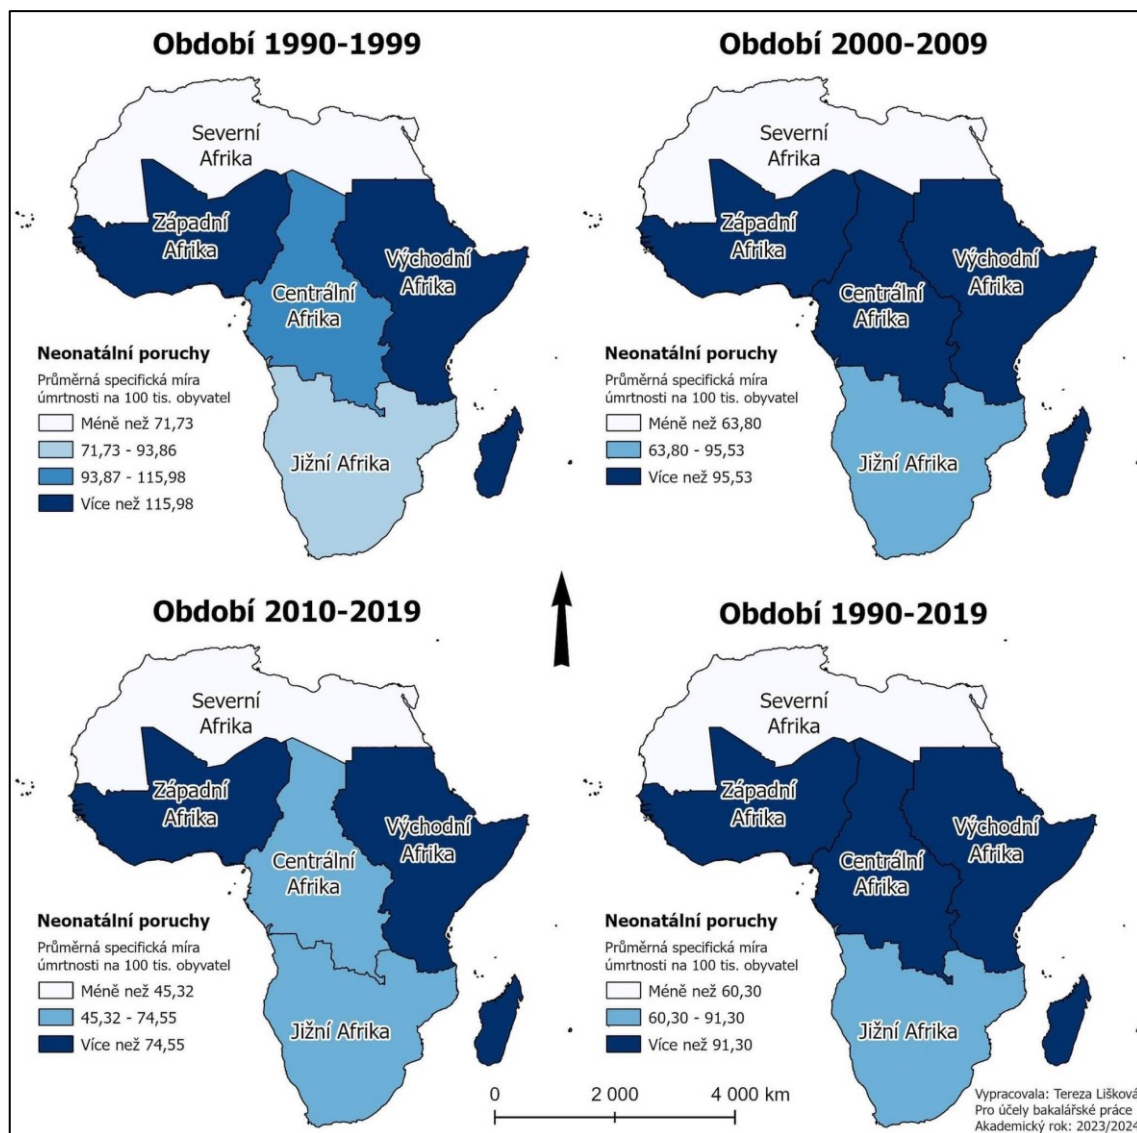 Období 1990-1999
Severní
Afrika
Západní
Afrika
Východní
Afrika
Centrální
Afrika
Jižní Afrika
Neonatální poruchy
Průměrná specifická míra
úmrtnosti na 100 tis. obyvatel
Méně než 71,73
71,73 - 93,86
93,87 - 115,98
Více než 115,98
Období 2000-2009
Severní
Afrika
Západní
Afrika
Východní
Afrika
Centrální
Afrika
Jižní Afrika
Neonatální poruchy
Průměrná specifická míra
úmrtnosti na 100 tis. obyvatel
Méně než 63,80
63,80 - 95,53
Více než 95,53
Období 2010-2019
Severní
Afrika
Západní
Afrika
Východní
Afrika
Centrální
Afrika
Jižní Afrika
Neonatální poruchy
Průměrná specifická míra
úmrtnosti na 100 tis. obyvatel
Méně než 45,32
45,32 - 74,55
Více než 74,55
Období 1990-2019
Severní
Afrika
Západní
Afrika
Východní
Afrika
Centrální
Afrika
Jižní Afrika
Neonatální poruchy
Průměrná specifická míra
úmrtnosti na 100 tis. obyvatel
Méně než 60,30
60,30 - 91,30
Více než 91,30
0 2 000 4 000 km
Vypracovala: Tereza Lišková
Pro účely bakalářské práce
Akademický rok: 2023/2024